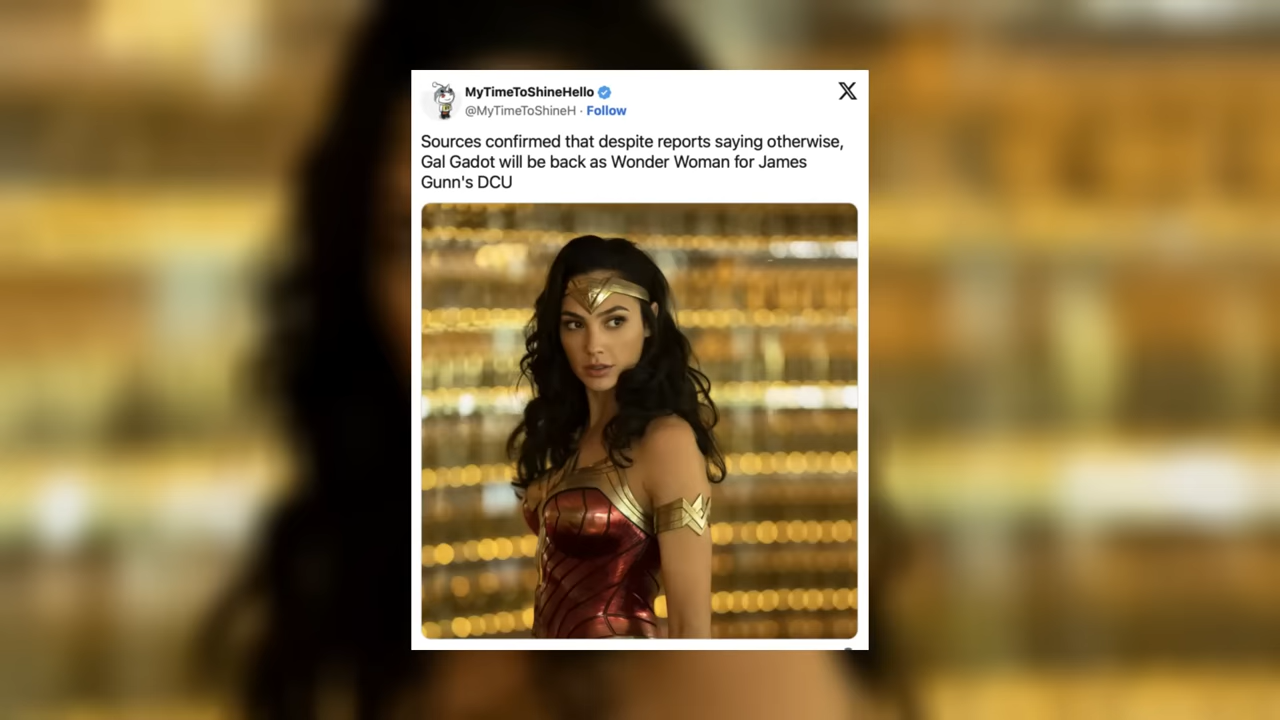 MyTimeToShineHello
@MyTimeToShineH · Follow
Sources confirmed that despite reports saying otherwise,
Gal Gadot will be back as Wonder Woman for James
Gunn's DCU